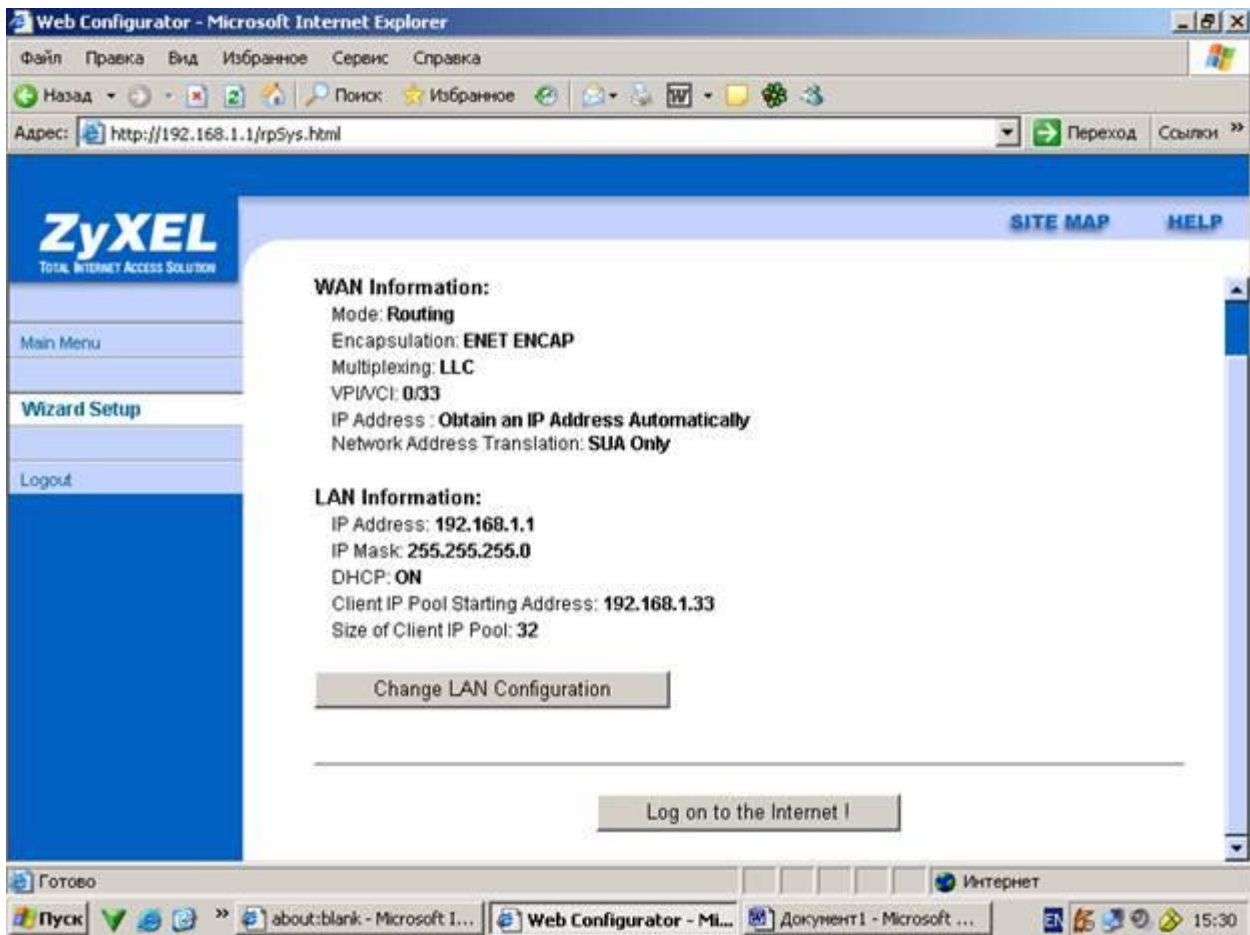 Web Configurator - Microsoft Internet Explorer
Файл Правка Вид Избранное Сервис Справка
Назад Поиск Избранное
Адрес: http://192.168.1.1/rpSys.html Переход Ссылки »
ZyXEL
TOTAL INTERNET ACCESS SOLUTION
SITE MAP HELP
Main Menu
Wizard Setup
Logout
WAN Information:
Mode: Routing
Encapsulation: ENET ENCAP
Multiplexing: LLC
VPI/VCI: 0/33
IP Address : Obtain an IP Address Automatically
Network Address Translation: SUA Only
LAN Information:
IP Address: 192.168.1.1
IP Mask: 255.255.255.0
DHCP: ON
Client IP Pool Starting Address: 192.168.1.33
Size of Client IP Pool: 32
Change LAN Configuration
Log on to the Internet !
Готово Интернет
Пуск » about:blank - Microsoft I... Web Configurator - Mi... Документ1 - Microsoft ... EN 15:30